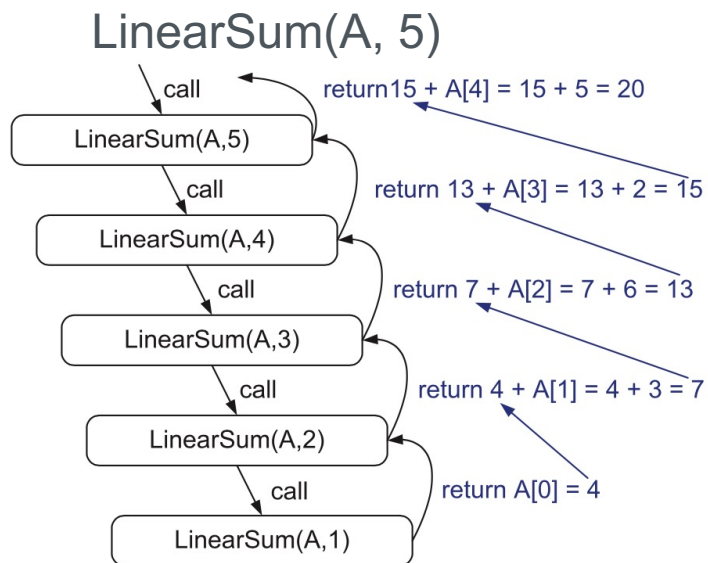 LinearSum(A, 5)
call
return15 + A[4] = 15 + 5 = 20
LinearSum(A,5)
call
return 13 + A[3] = 13 + 2 = 15
LinearSum(A,4)
call
return 7 + A[2] = 7 + 6 = 13
LinearSum(A,3)
call
return 4 + A[1] = 4 + 3 = 7
LinearSum(A,2)
call
return A[0] = 4
LinearSum(A,1)